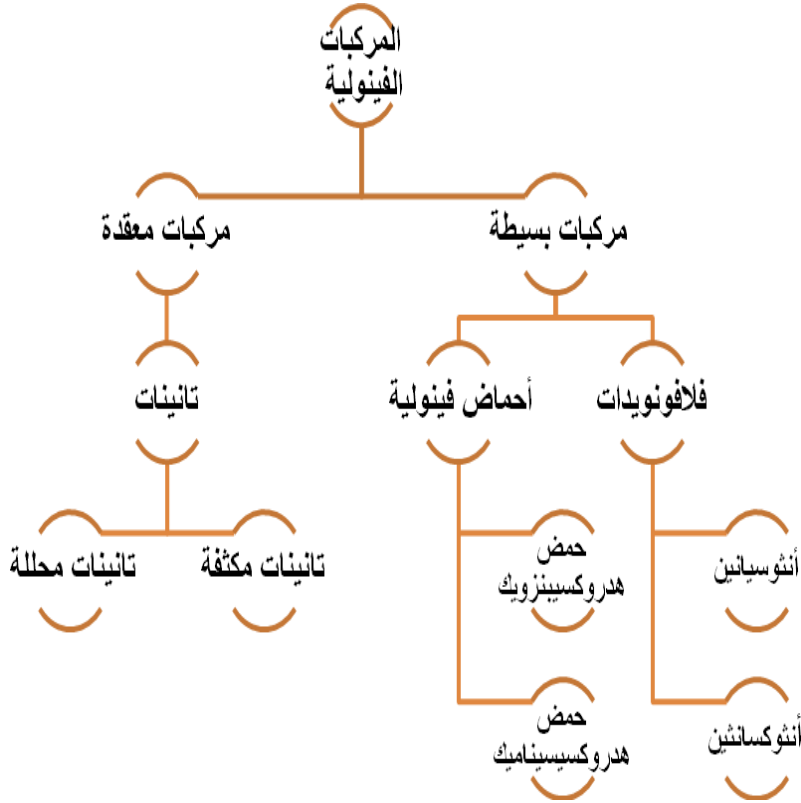 المركبات
الفينولية
مركبات بسيطة
مركبات معقدة
فلافونويدات
أحماض فينولية
تانينات
أنثوسيانين
حمض
هدروكسيبنزويك
تانينات مكثفة
تانينات محللة
أنثوكسانثين
حمض
هدروكسيسيناميك